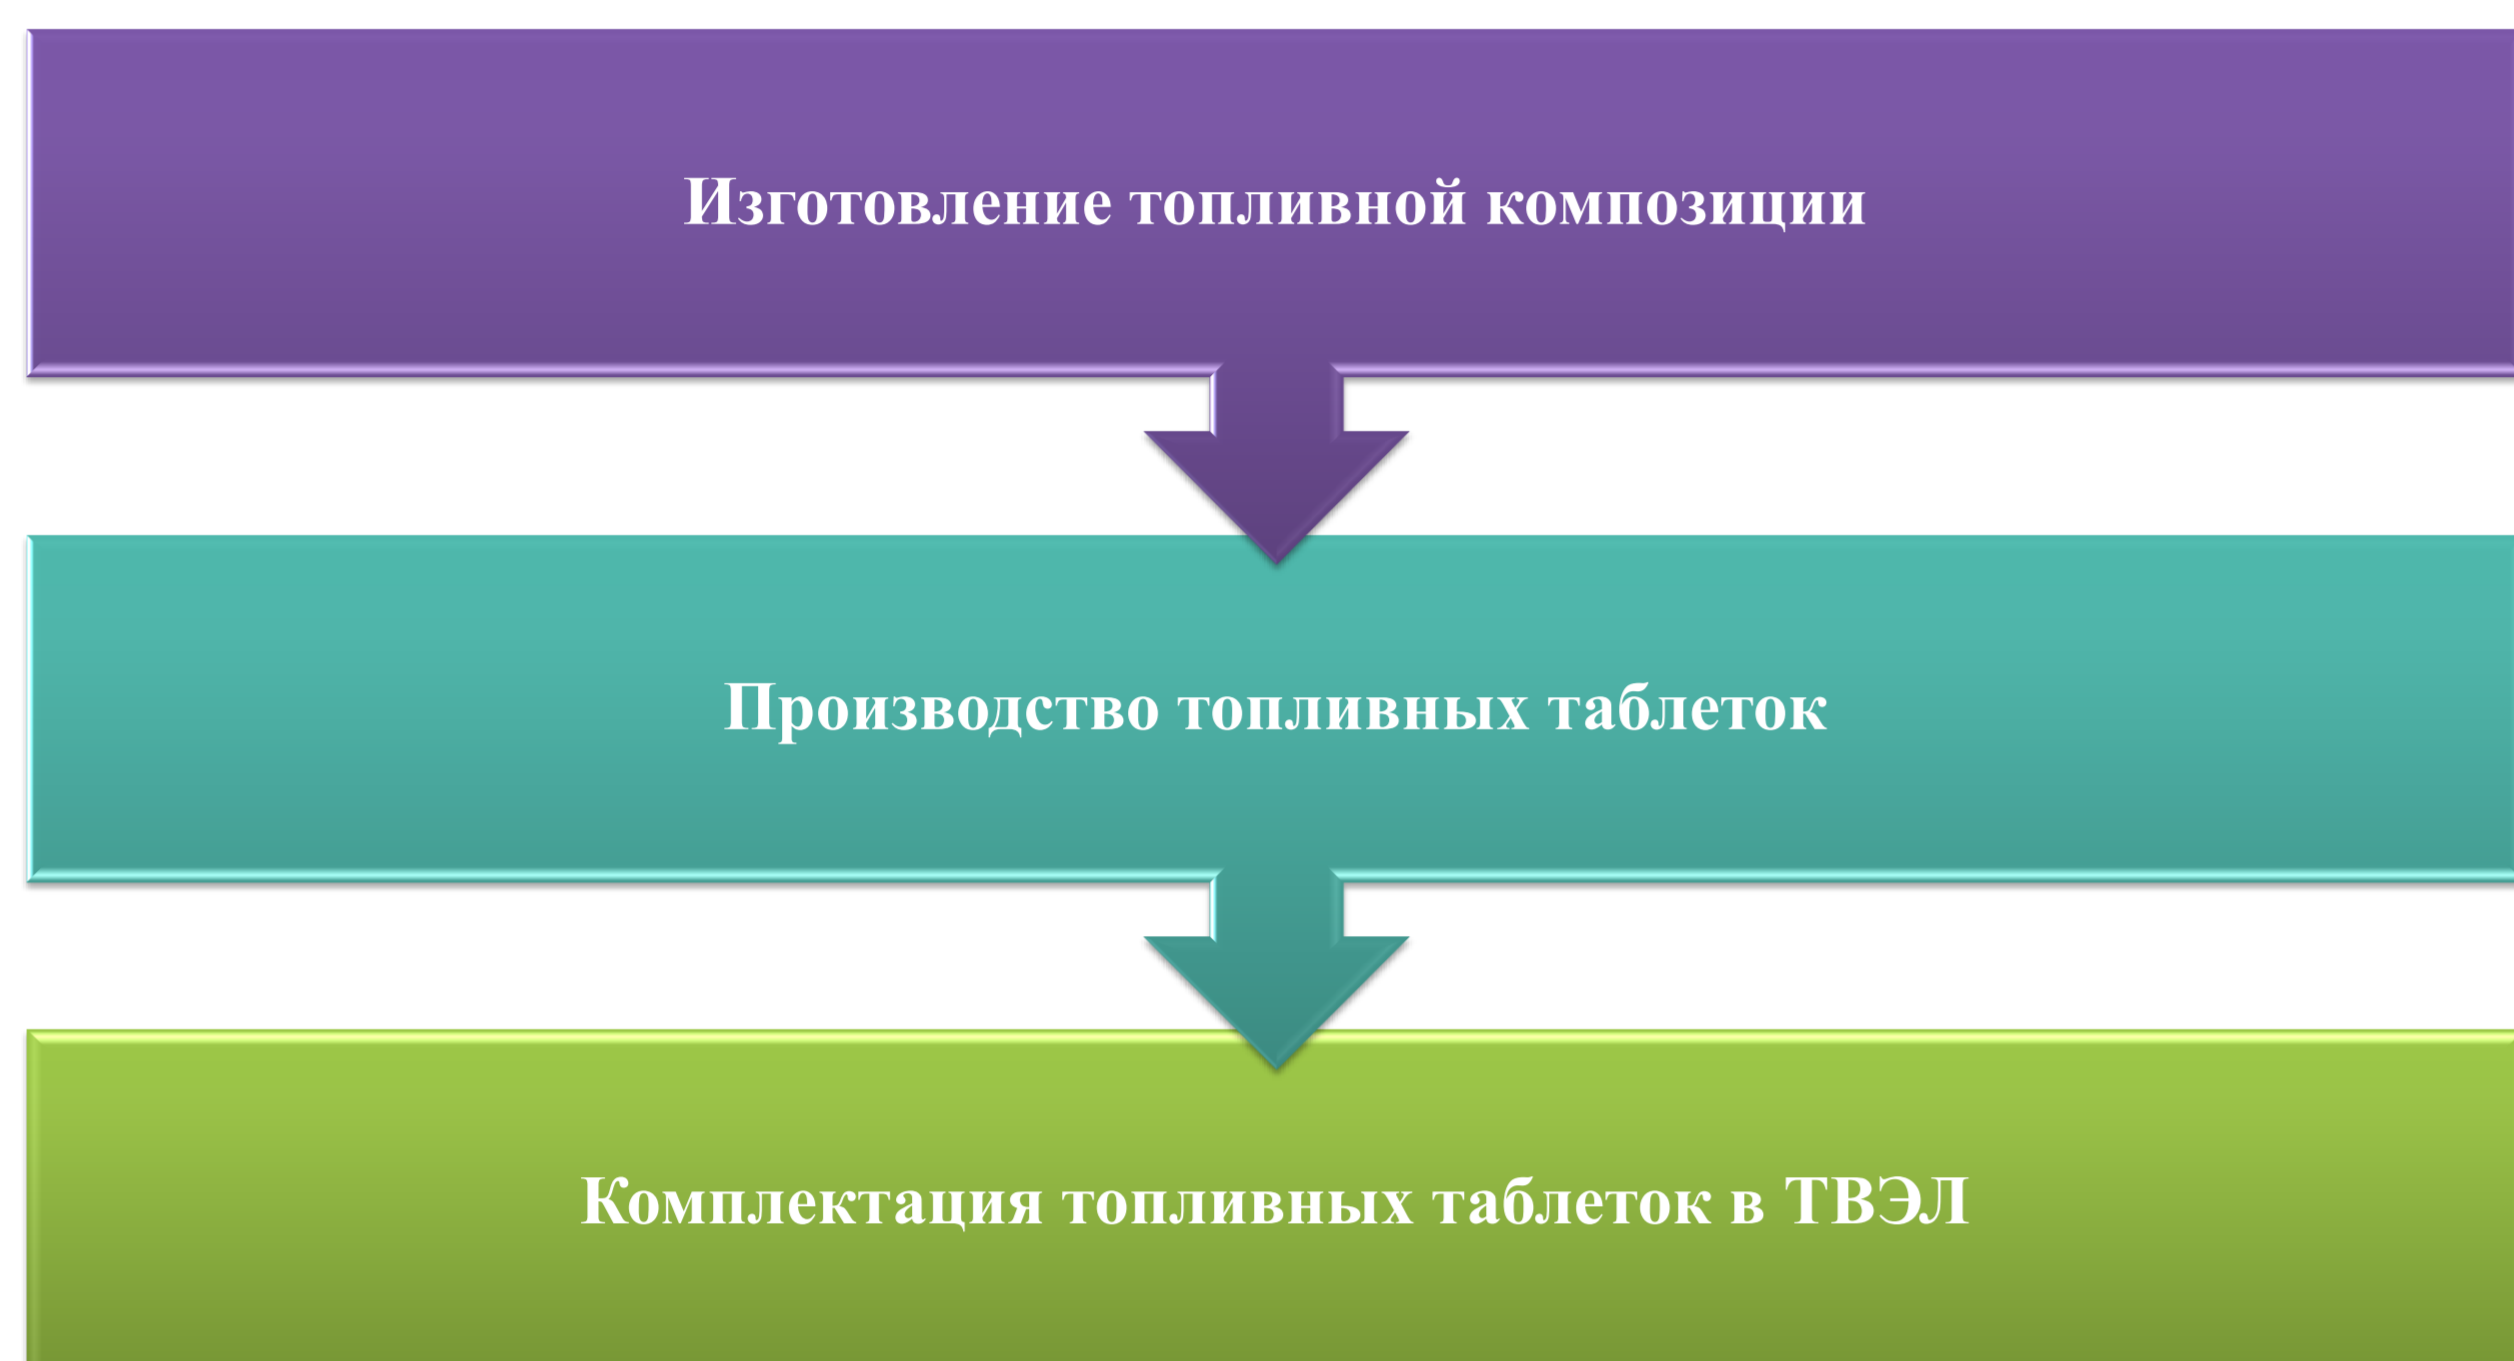 Изготовление топливной композиции
Производство топливных таблеток
Комплектация топливных таблеток в ТВЭЛ